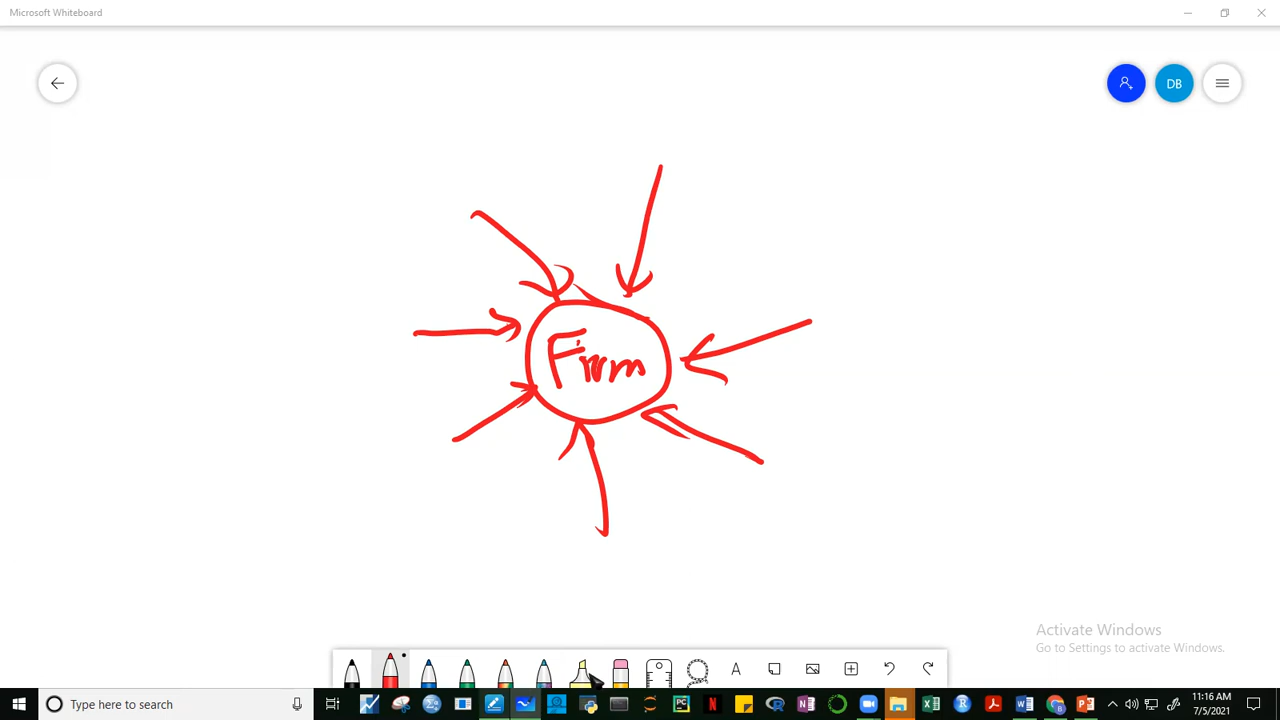 Microsoft Whiteboard
DB
Firm
Activate Windows
Go to Settings to activate Windows.
A
Type here to search
11:16 AM
7/5/2021